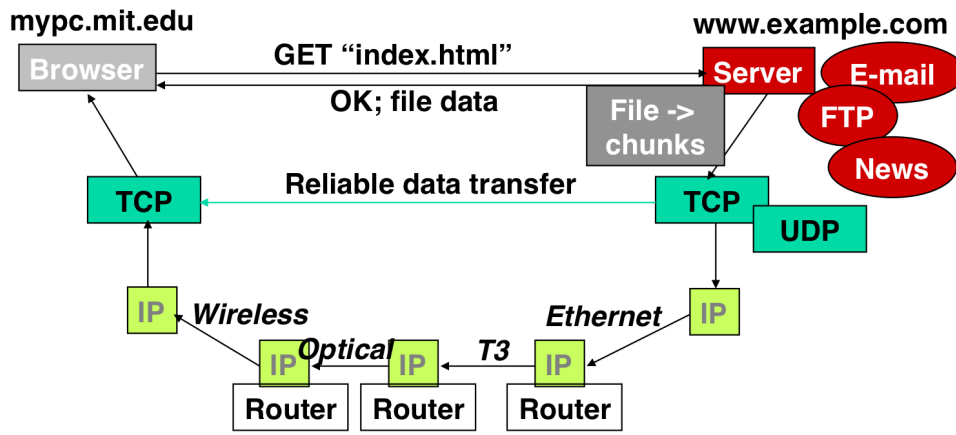 mypc.mit.edu
www.example.com
Browser
GET “index.html”
Server
E-mail
OK; file data
File ->
chunks
FTP
News
TCP
Reliable data transfer
TCP
UDP
IP
Wireless
Ethernet
IP
IP
Optical
IP
T3
IP
Router
Router
Router